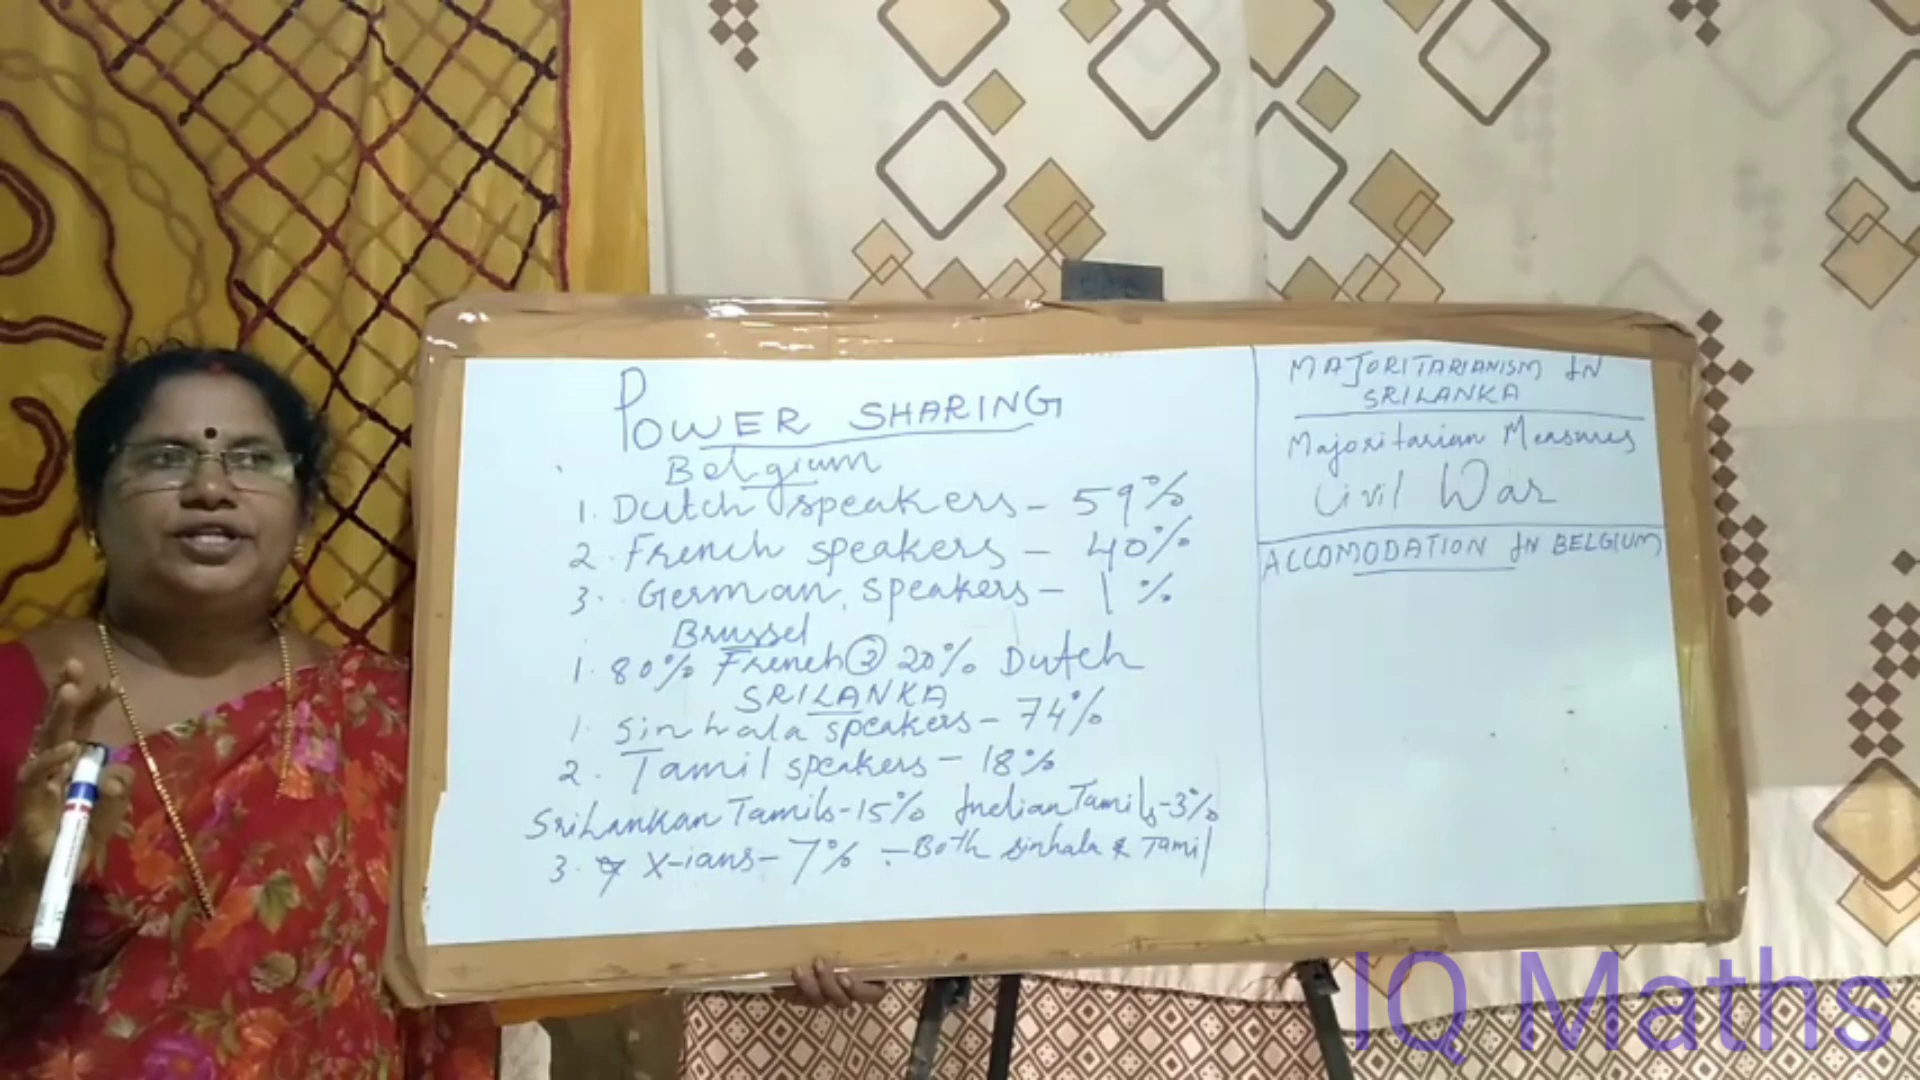 POWER SHARING
Belgium
1. Dutch speakers - 59%
2. French speakers - 40%
3. German speakers - 1%
Brussel
1. 80% French ② 20% Dutch
SRILANKA
1. Sinhala speakers - 74%
2. Tamil speakers - 18%
SriLankan Tamils - 15% Indian Tamils - 3%
3. X-ians - 7% - Both sinhala & Tamil
MAJORITARIANISM IN
SRILANKA
Majoritarian Measures
Civil War
ACCOMODATION IN BELGIUM
IQ Maths